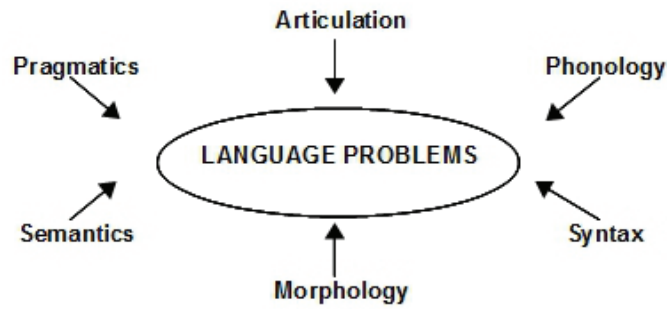 Articulation
Pragmatics
Phonology
LANGUAGE PROBLEMS
Semantics
Syntax
Morphology